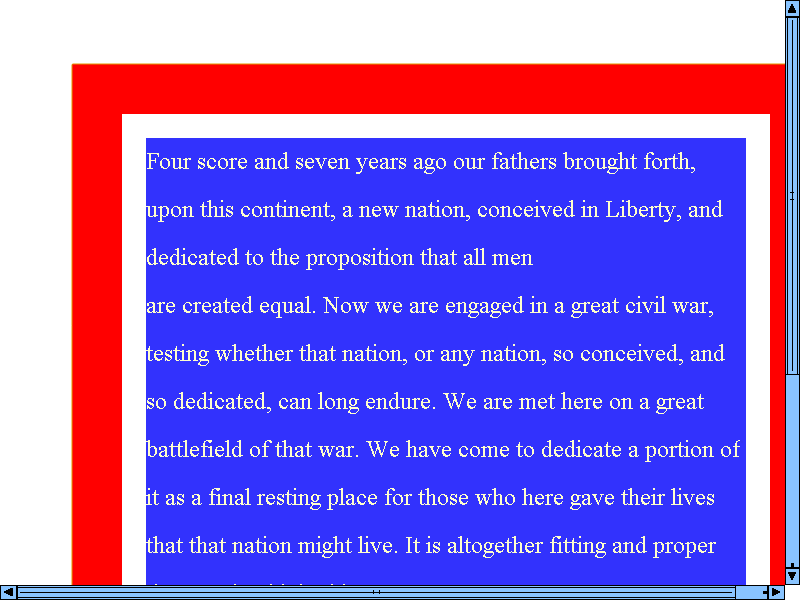 Four score and seven years ago our fathers brought forth,
upon this continent, a new nation, conceived in Liberty, and
dedicated to the proposition that all men
are created equal. Now we are engaged in a great civil war,
testing whether that nation, or any nation, so conceived, and
so dedicated, can long endure. We are met here on a great
battlefield of that war. We have come to dedicate a portion of
it as a final resting place for those who here gave their lives
that that nation might live. It is altogether fitting and proper